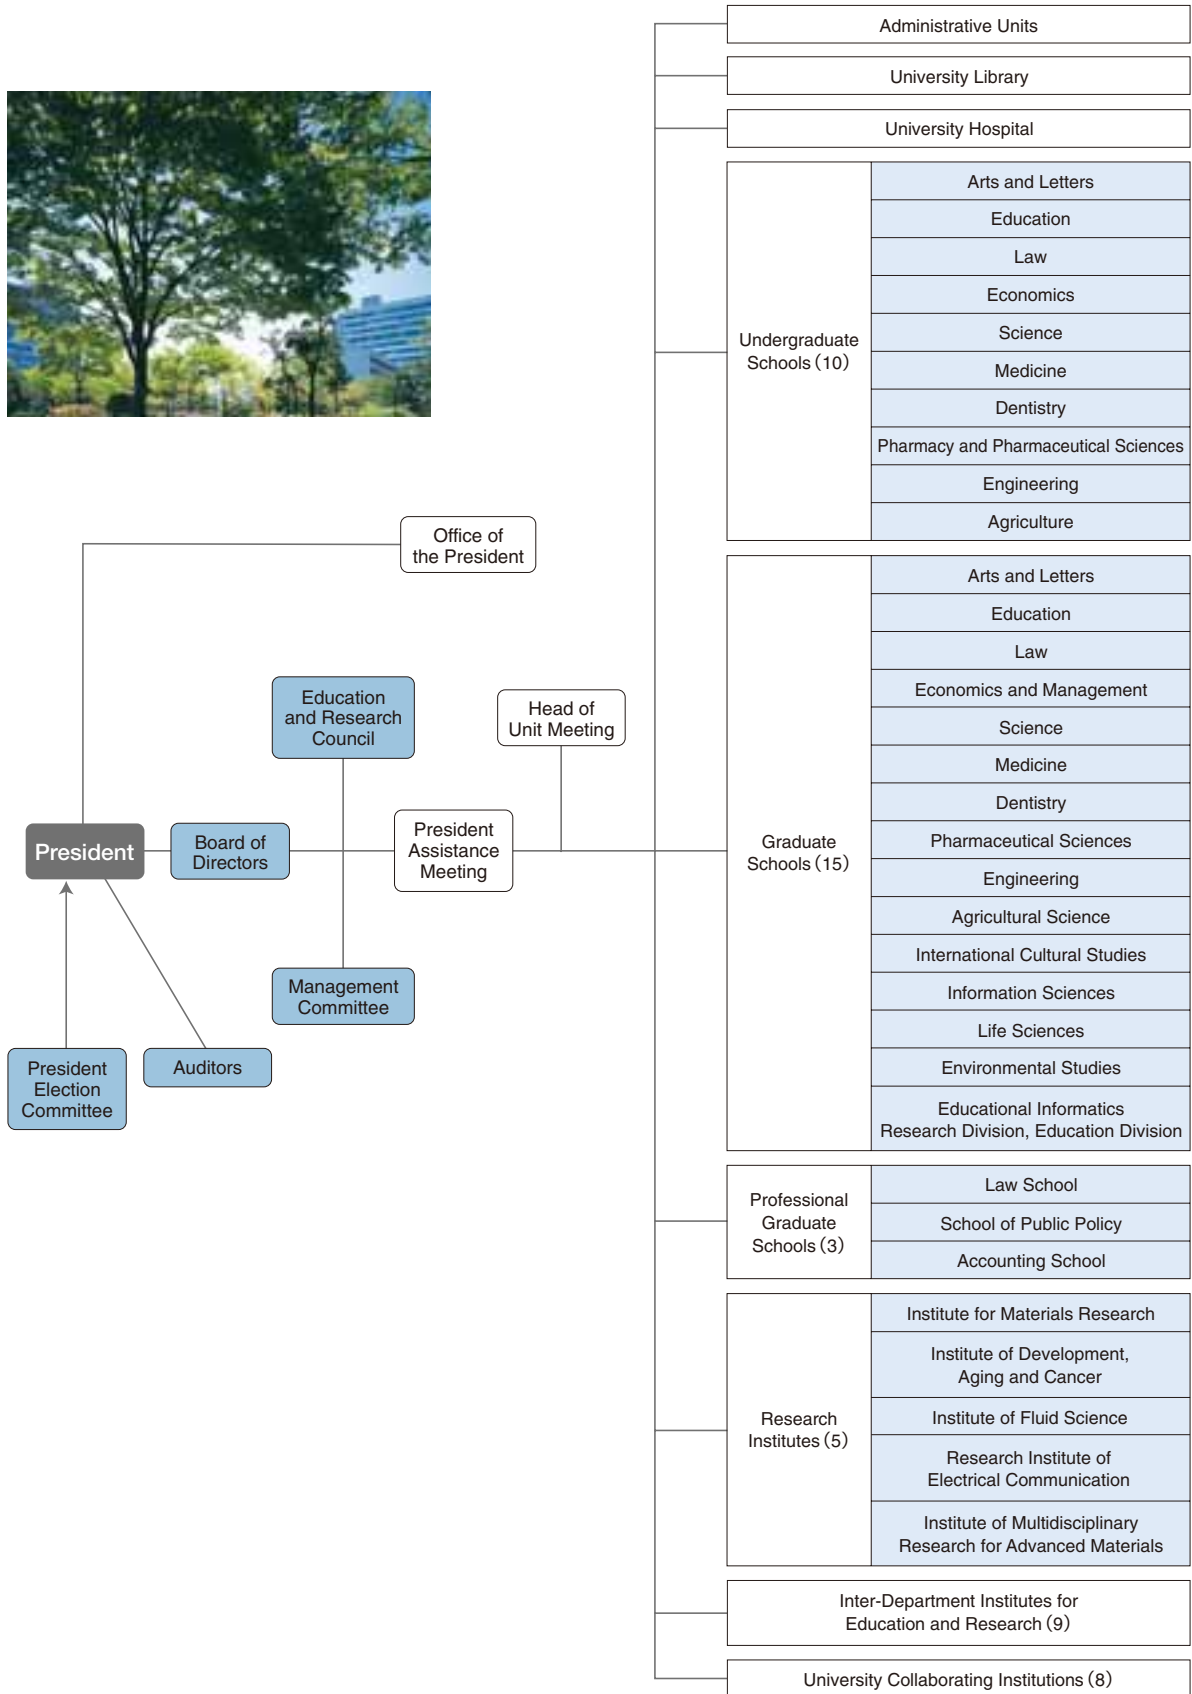 Administrative Units
University Library
University Hospital
Undergraduate
Schools (10)
Arts and Letters
Education
Law
Economics
Science
Medicine
Dentistry
Pharmacy and Pharmaceutical Sciences
Engineering
Agriculture
Office of
the President
Education
and Research
Council
Head of
Unit Meeting
President
Board of
Directors
President
Assistance
Meeting
Management
Committee
President
Election
Committee
Auditors
Graduate
Schools (15)
Arts and Letters
Education
Law
Economics and Management
Science
Medicine
Dentistry
Pharmaceutical Sciences
Engineering
Agricultural Science
International Cultural Studies
Information Sciences
Life Sciences
Environmental Studies
Educational Informatics
Research Division, Education Division
Professional
Graduate
Schools (3)
Law School
School of Public Policy
Accounting School
Research
Institutes (5)
Institute for Materials Research
Institute of Development,
Aging and Cancer
Institute of Fluid Science
Research Institute of
Electrical Communication
Institute of Multidisciplinary
Research for Advanced Materials
Inter-Department Institutes for
Education and Research (9)
University Collaborating Institutions (8)